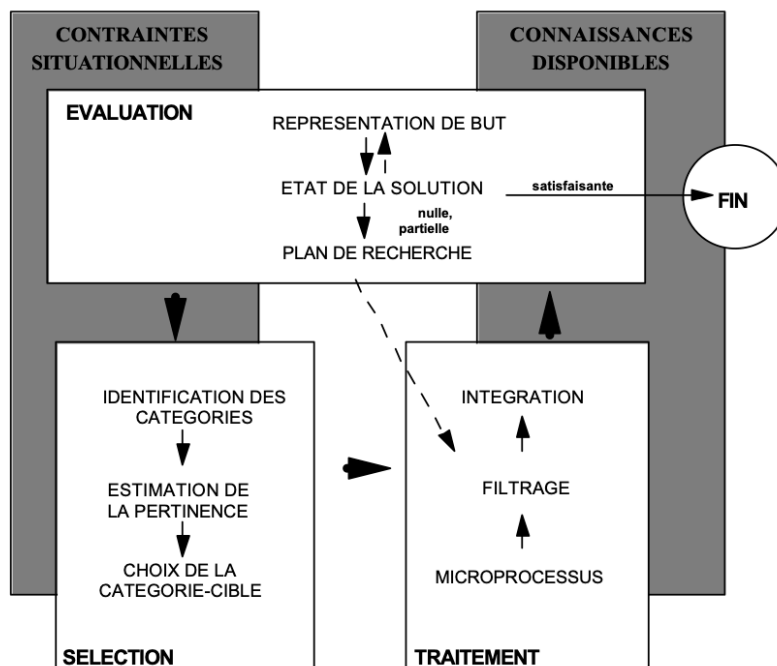 CONTRAINTES
SITUATIONNELLES
CONNAISSANCES
DISPONIBLES
EVALUATION
REPRESENTATION DE BUT
ETAT DE LA SOLUTION
satisfaisante
FIN
nulle,
partielle
PLAN DE RECHERCHE
IDENTIFICATION DES
CATEGORIES
ESTIMATION DE
LA PERTINENCE
CHOIX DE LA
CATEGORIE-CIBLE
SELECTION
INTEGRATION
FILTRAGE
MICROPROCESSUS
TRAITEMENT